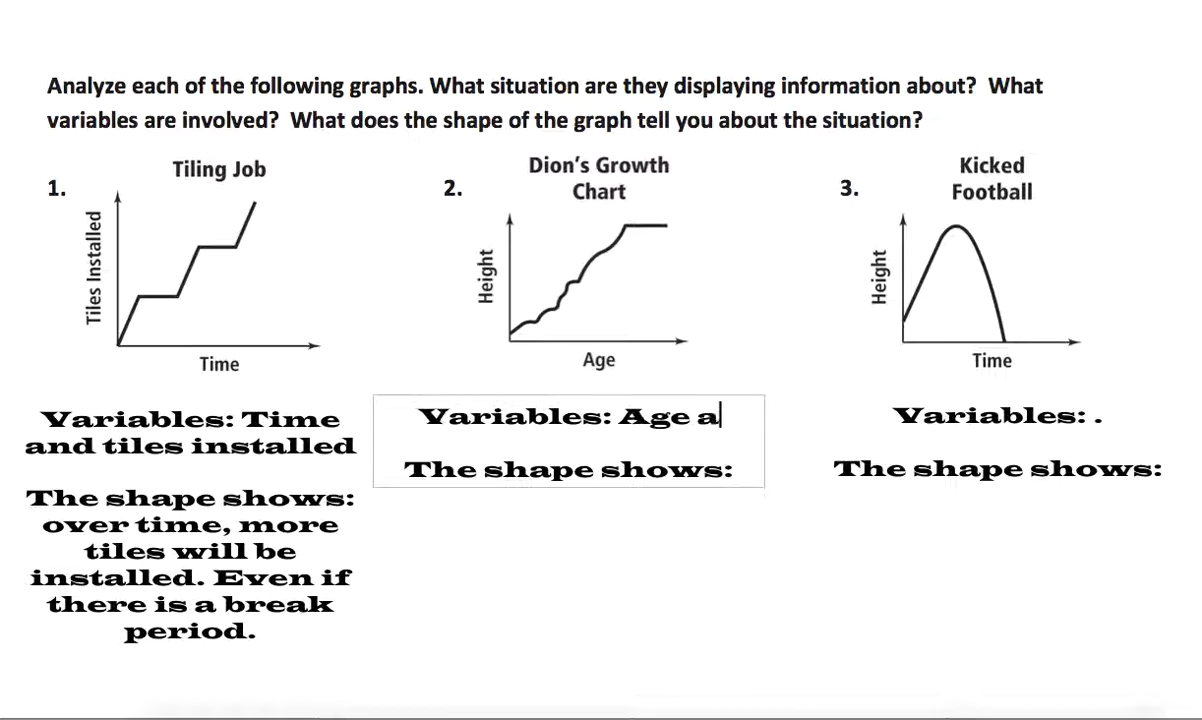 Analyze each of the following graphs. What situation are they displaying information about?  What
variables are involved?  What does the shape of the graph tell you about the situation?
1.
Tiling Job
Tiles Installed
Time
2.
Dion's Growth
Chart
Height
Age
3.
Kicked
Football
Height
Time
Variables: Time
and tiles installed
The shape shows:
over time, more
tiles will be
installed. Even if
there is a break
period.
Variables: Age a
The shape shows:
Variables: .
The shape shows: